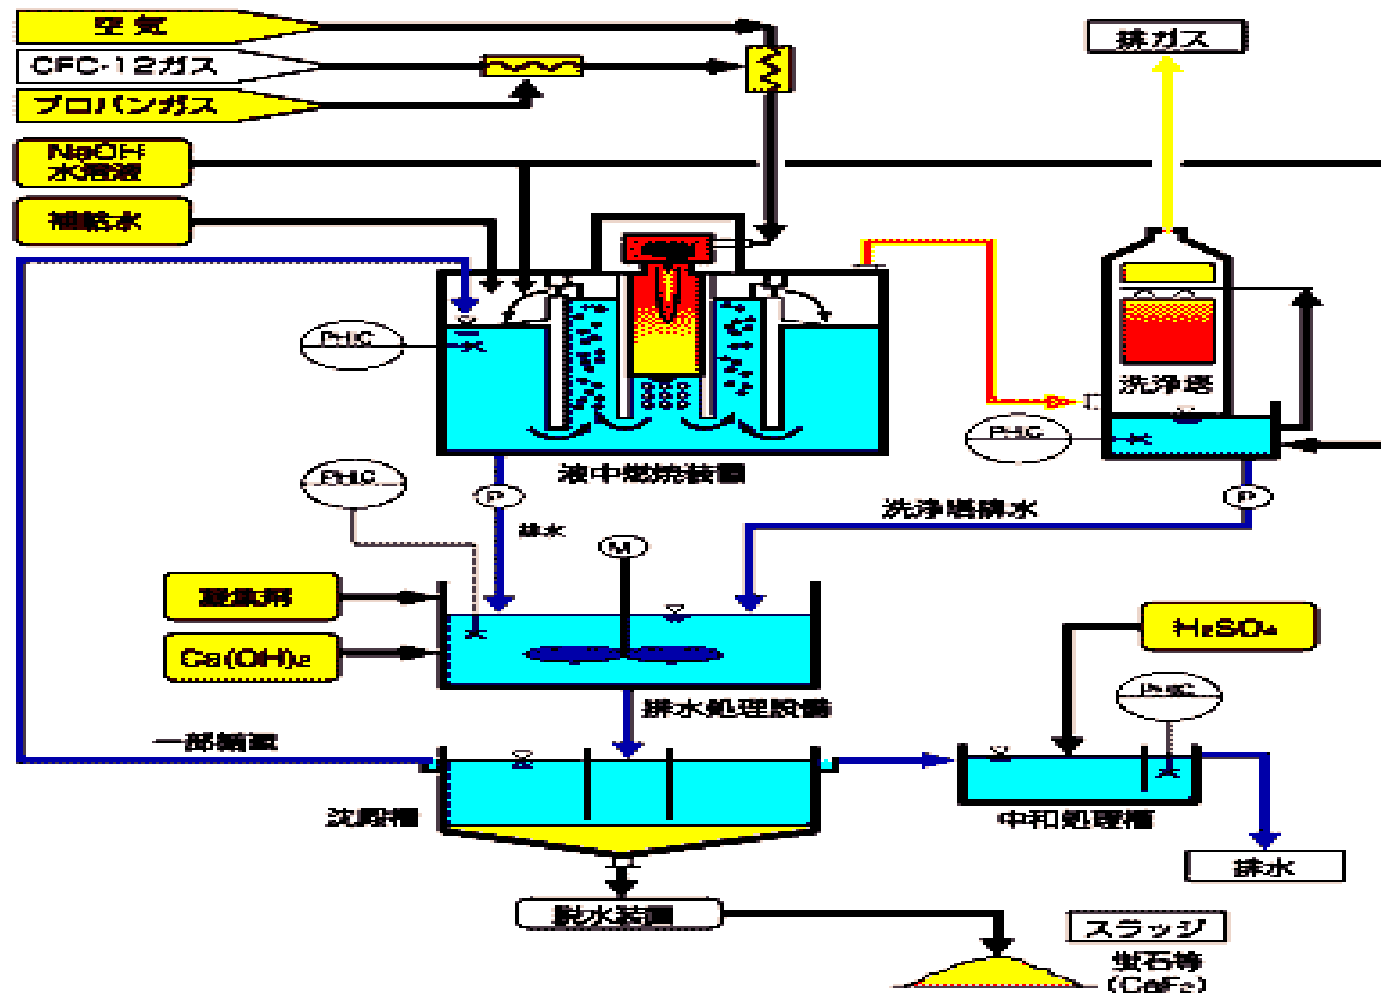 空気
排ガス
CFC-12ガス
プロパンガス
NaOH
水溶液
補給水
PHIC
洗浄塔
PHIC
液中燃焼装置
PHIC
P
P
洗浄塔排水
排水
M
凝集剤
H₂SO₄
Ca(OH)₂
PHIC
排水処理設備
一部循環
沈殿槽
中和処理槽
排水
脱水装置
スラッジ
蛍石等
(CaF₂)